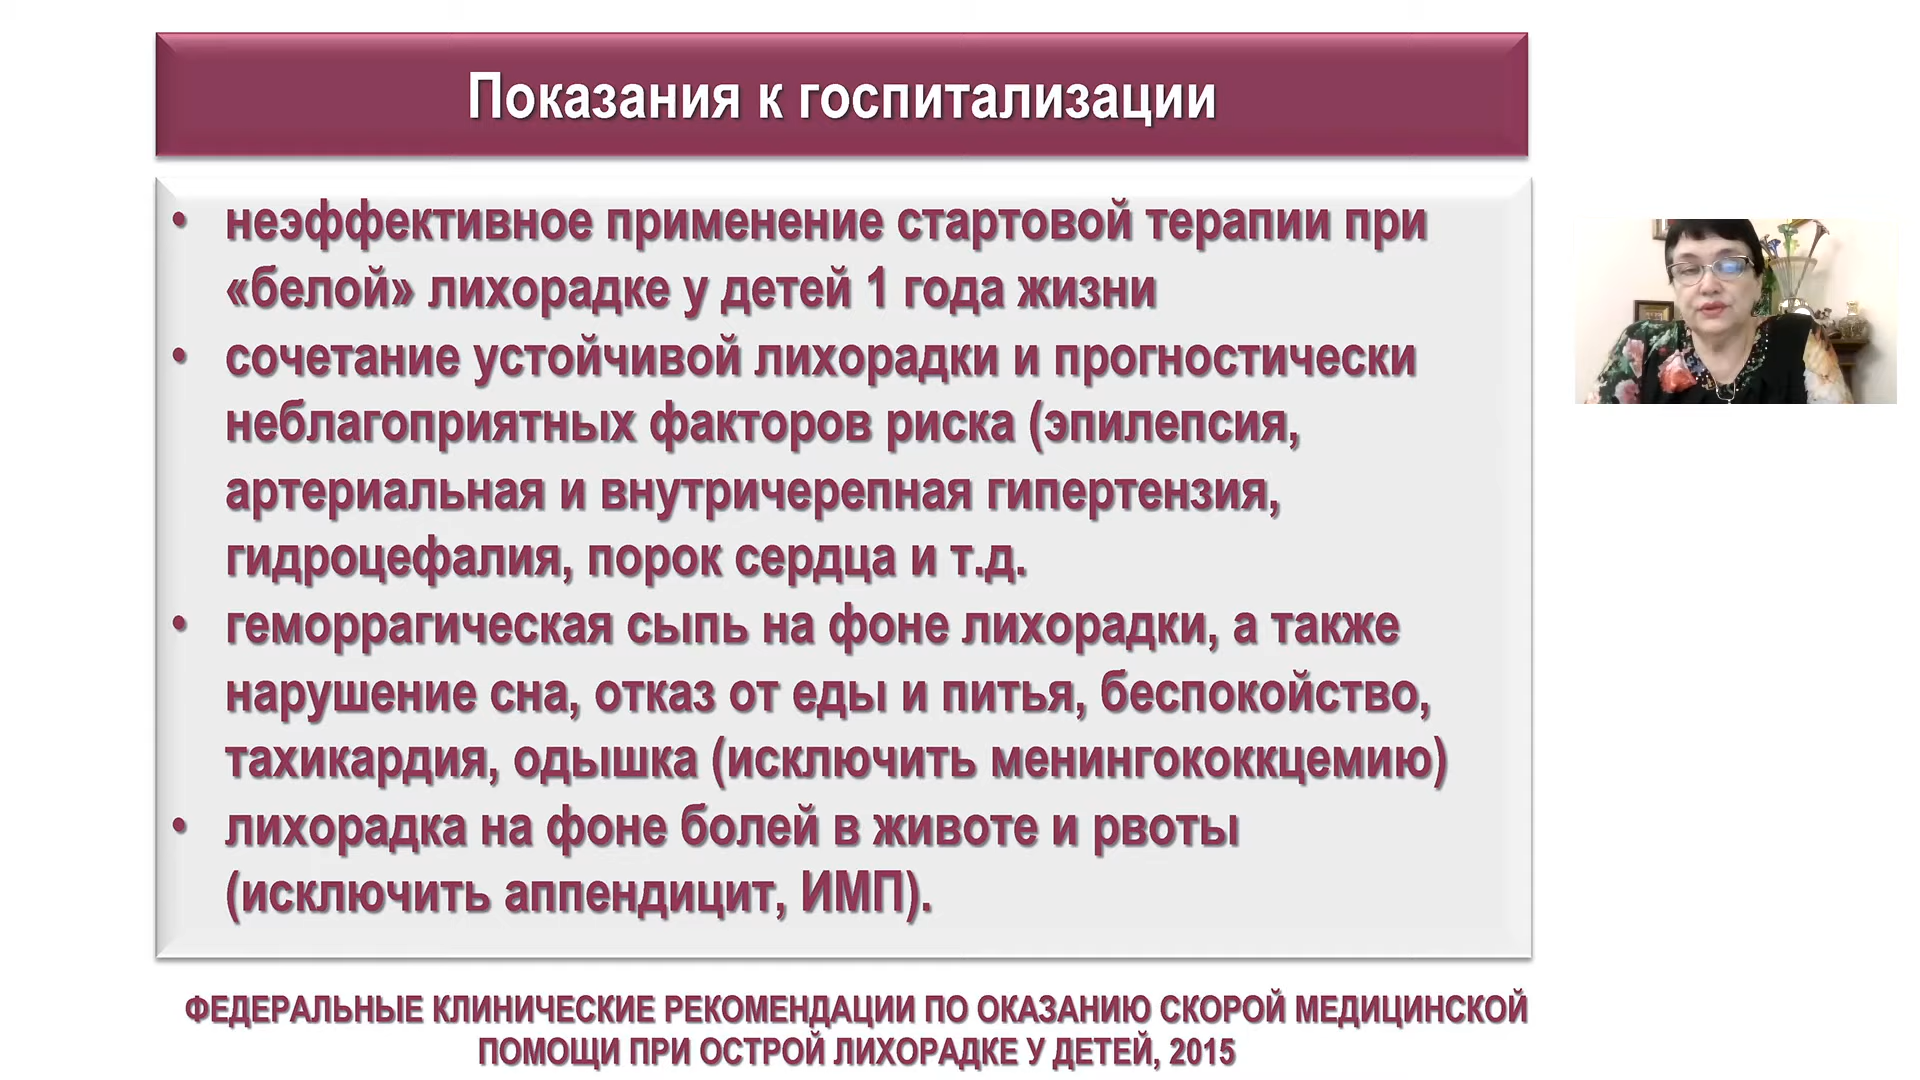 Показания к госпитализации
• неэффективное применение стартовой терапии при
«белой» лихорадке у детей 1 года жизни
• сочетание устойчивой лихорадки и прогностически
неблагоприятных факторов риска (эпилепсия,
артериальная и внутричерепная гипертензия,
гидроцефалия, порок сердца и т.д.
• геморрагическая сыпь на фоне лихорадки, а также
нарушение сна, отказ от еды и питья, беспокойство,
тахикардия, одышка (исключить менингококкцемию)
• лихорадка на фоне болей в животе и рвоты
(исключить аппендицит, ИМП).
ФЕДЕРАЛЬНЫЕ КЛИНИЧЕСКИЕ РЕКОМЕНДАЦИИ ПО ОКАЗАНИЮ СКОРОЙ МЕДИЦИНСКОЙ
ПОМОЩИ ПРИ ОСТРОЙ ЛИХОРАДКЕ У ДЕТЕЙ, 2015